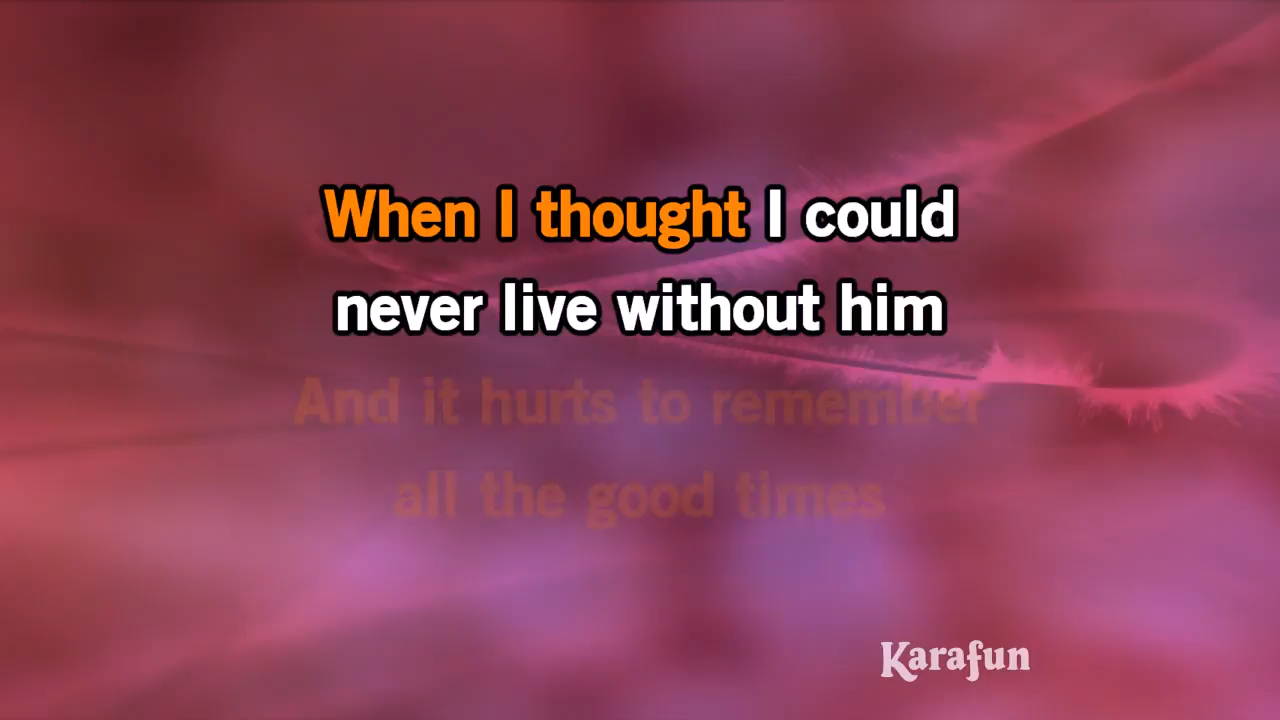 When I thought I could
never live without him
And it hurts to remember
all the good times
Karafun